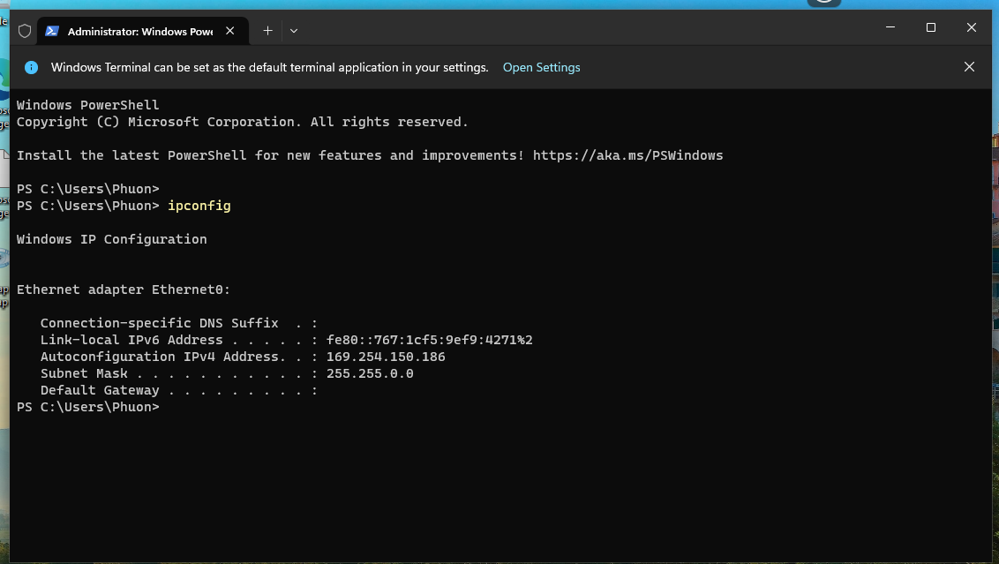 Administrator: Windows Powe
Windows Terminal can be set as the default terminal application in your settings. Open Settings
Windows PowerShell
Copyright (C) Microsoft Corporation. All rights reserved.
Install the latest PowerShell for new features and improvements! https://aka.ms/PSWindows
PS C:\Users\Phuon>
PS C:\Users\Phuon> ipconfig
Windows IP Configuration
Ethernet adapter Ethernet0:
Connection-specific DNS Suffix  . :
Link-local IPv6 Address . . . . . : fe80::767:1cf5:9ef9:4271%2
Autoconfiguration IPv4 Address. . : 169.254.150.186
Subnet Mask . . . . . . . . . . . : 255.255.0.0
Default Gateway . . . . . . . . . :
PS C:\Users\Phuon>